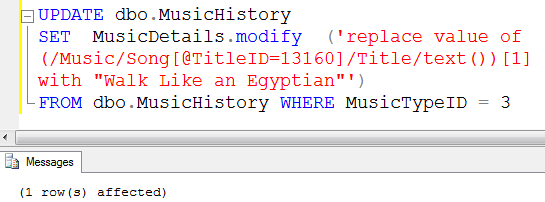 UPDATE dbo.MusicHistory
SET  MusicDetails.modify  ('replace value of
(/Music/Song[@TitleID=13160]/Title/text())[1]
with "Walk Like an Egyptian"')
FROM dbo.MusicHistory WHERE MusicTypeID = 3
Messages
(1 row(s) affected)